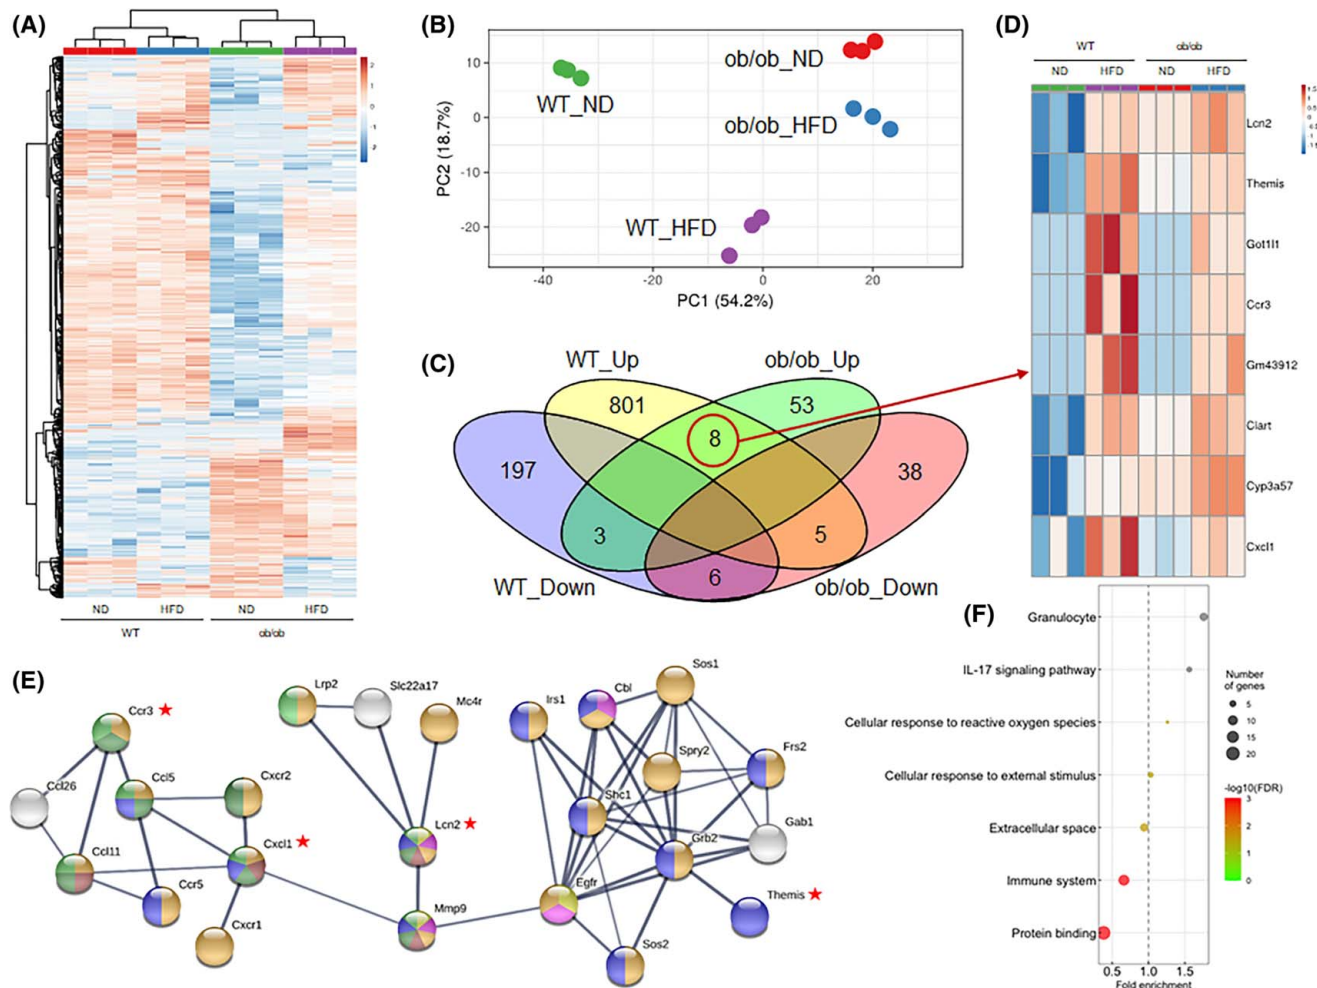 (A)
2
1
0
-1
-2
ND
HFD
ND
HFD
WT
ob/ob
(B)
10
0
-10
-20
PC2 (18.7%)
WT_ND
ob/ob_ND
ob/ob_HFD
WT_HFD
-40
-20
0
20
PC1 (54.2%)
(C)
WT_Up
ob/ob_Up
801
53
8
197
38
3
5
6
WT_Down
ob/ob_Down
(D)
WT
ob/ob
ND
HFD
ND
HFD
Lcn2
Themis
Got1l1
Ccr3
Gm43912
Clart
Cyp3a57
Cxcl1
(E)
Ccr3
Ccl26
Ccl5
Cxcr2
Ccl11
Cxcl1
Ccr5
Cxcr1
Lrp2
Slc22a17
Mc4r
Lcn2
Mmp9
Irs1
Cbl
Sos1
Spry2
Frs2
Shc1
Grb2
Gab1
Egfr
Themis
Sos2
(F)
Granulocyte
IL-17 signaling pathway
Cellular response to reactive oxygen species
Cellular response to external stimulus
Extracellular space
Immune system
Protein binding
0.5
1.0
1.5
Fold enrichment
Number
of genes
5
10
15
20
-log10(FDR)
3
2
1
0